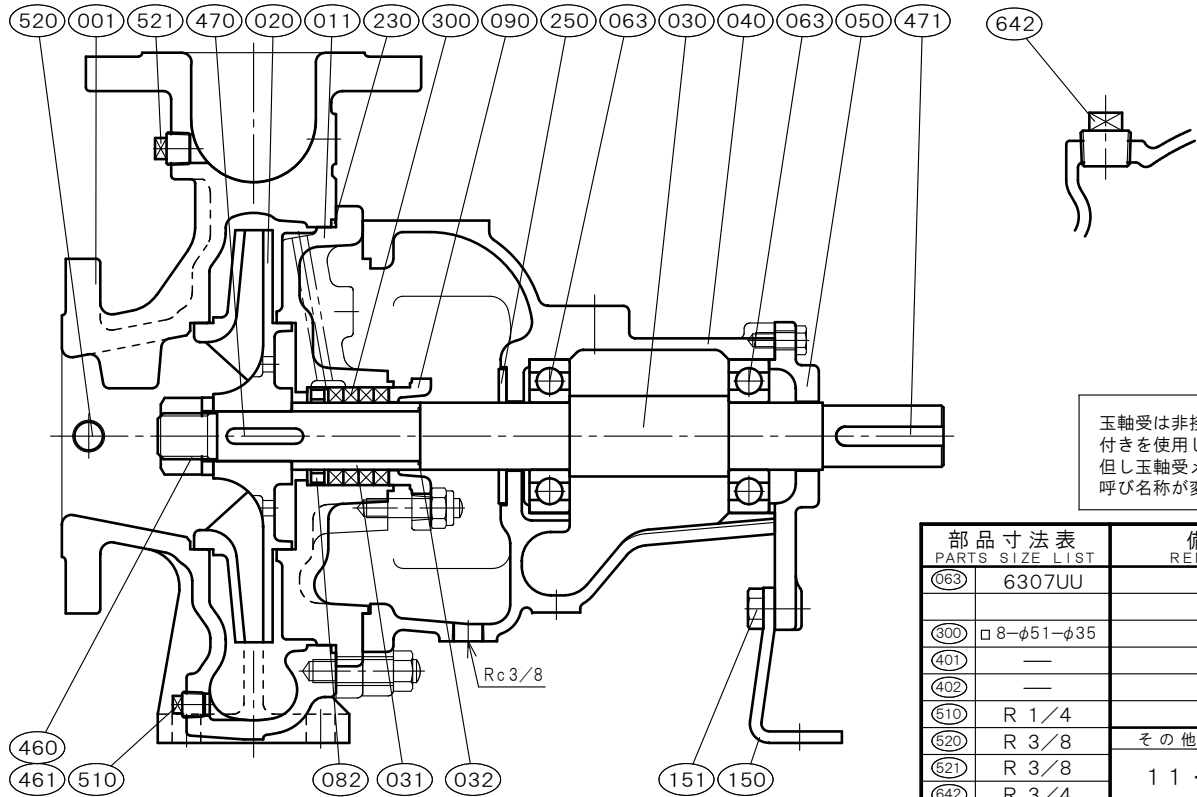 520 001 521 470 020 011 230 300 090 250 063 030 040 063 050 471
642
玉軸受は非接
付きを使用し
但し玉軸受メ
呼び名称が変
部品寸法表
PARTS SIZE LIST
063 6307UU
300 □8-φ51-φ35
401 —
402 —
510 R 1/4
520 R 3/8
521 R 3/8
642 R 3/4
備
その他
11
Rc3/8
460
461 510 082 031 032 151 150